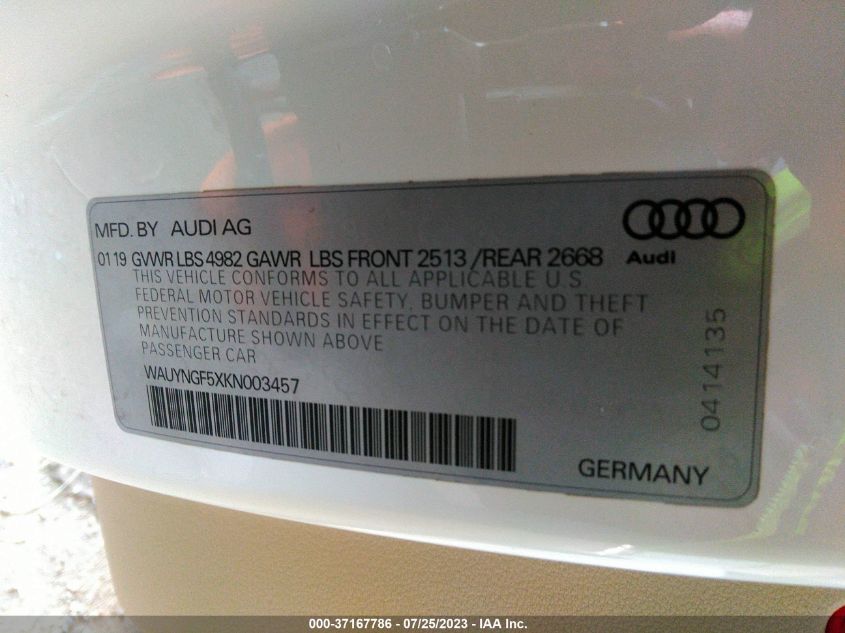 MFD. BY AUDI AG
Audi
01 19 GVWR LBS 4982 GAWR LBS FRONT 2513 /REAR 2668
THIS VEHICLE CONFORMS TO ALL APPLICABLE U.S
FEDERAL MOTOR VEHICLE SAFETY, BUMPER AND THEFT
PREVENTION STANDARDS IN EFFECT ON THE DATE OF
MANUFACTURE SHOWN ABOVE
PASSENGER CAR
WAUYNGF5XKN003457
0414135
GERMANY
000-37167786 - 07/25/2023 - IAA Inc.